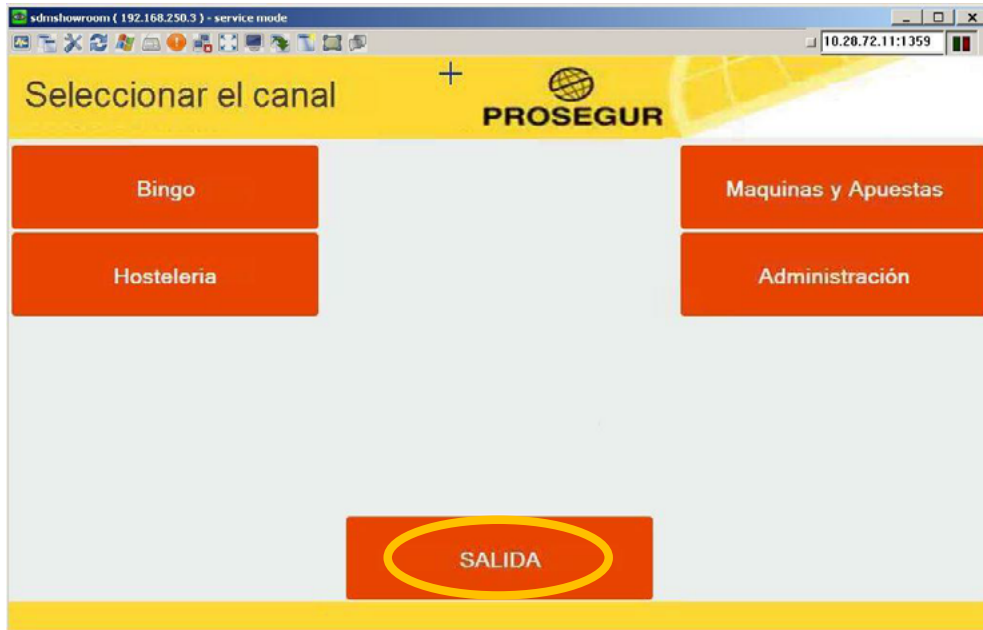 sdmshowroom ( 192.168.250.3 ) - service mode
10.28.72.11:1359
Seleccionar el canal
PROSEGUR
Bingo
Maquinas y Apuestas
Hosteleria
Administración
SALIDA